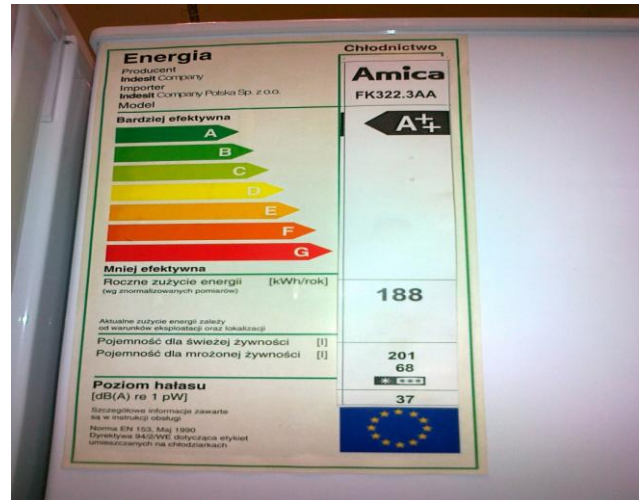 Energia
Chłodnictwo
Producent
Indesit Company
Importer
Indesit Company Polska Sp. z o.o.
Model
Amica
FK322.3AA
Bardziej efektywna
A
B
C
D
E
F
G
A++
Mniej efektywna
Roczne zużycie energii [kWh/rok]
(wg znormalizowanych pomiarów)
188
Aktualne zużycie energii zależy
od warunków eksploatacji oraz lokalizacji
Pojemność dla świeżej żywności [l]
201
Pojemność dla mrożonej żywności [l]
68
Poziom hałasu
[dB(A) re 1 pW]
37
Szczegółowe informacje zawarte
są w instrukcji obsługi
Norma EN 153, Maj 1990
Dyrektywa 94/2/WE dotycząca etykiet
umieszczanych na chłodziarkach